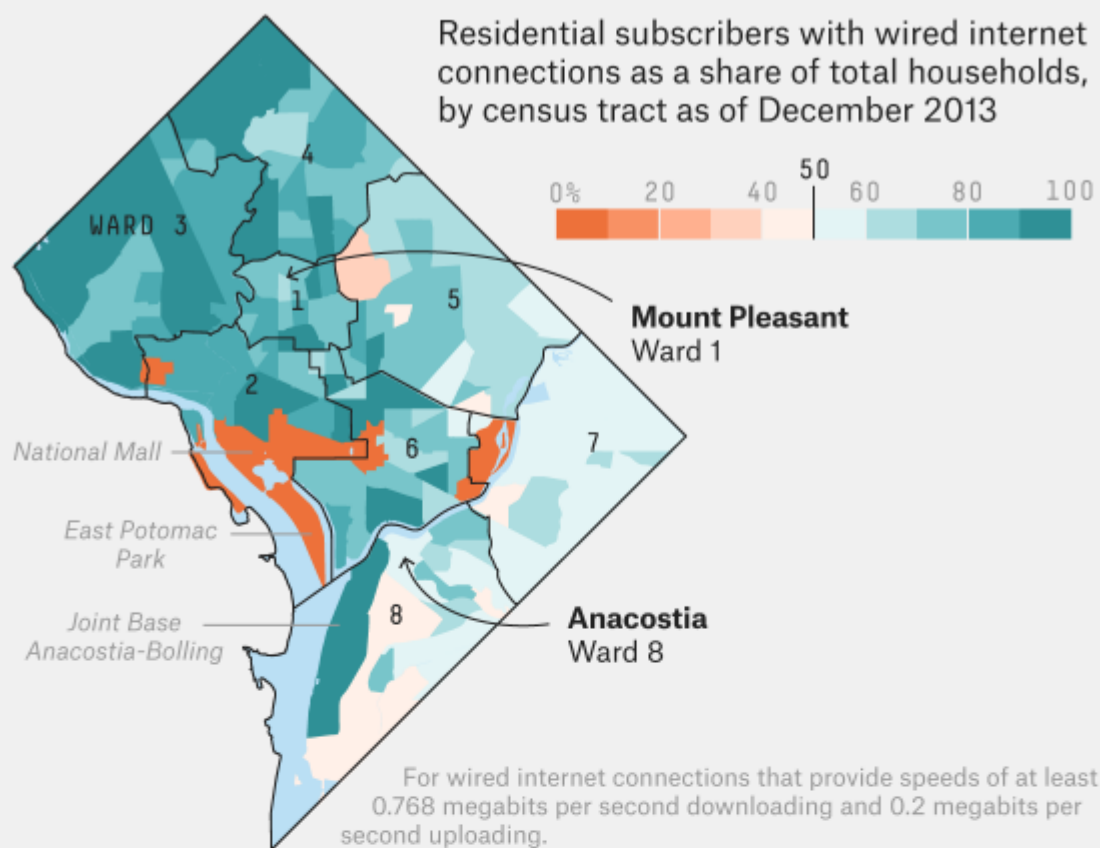 Residential subscribers with wired internet
connections as a share of total households,
by census tract as of December 2013
50
0% 20 40 60 80 100
4
WARD 3
1
5
Mount Pleasant
Ward 1
2
6
7
National Mall
East Potomac
Park
8
Joint Base
Anacostia-Bolling
Anacostia
Ward 8
For wired internet connections that provide speeds of at least
0.768 megabits per second downloading and 0.2 megabits per
second uploading.